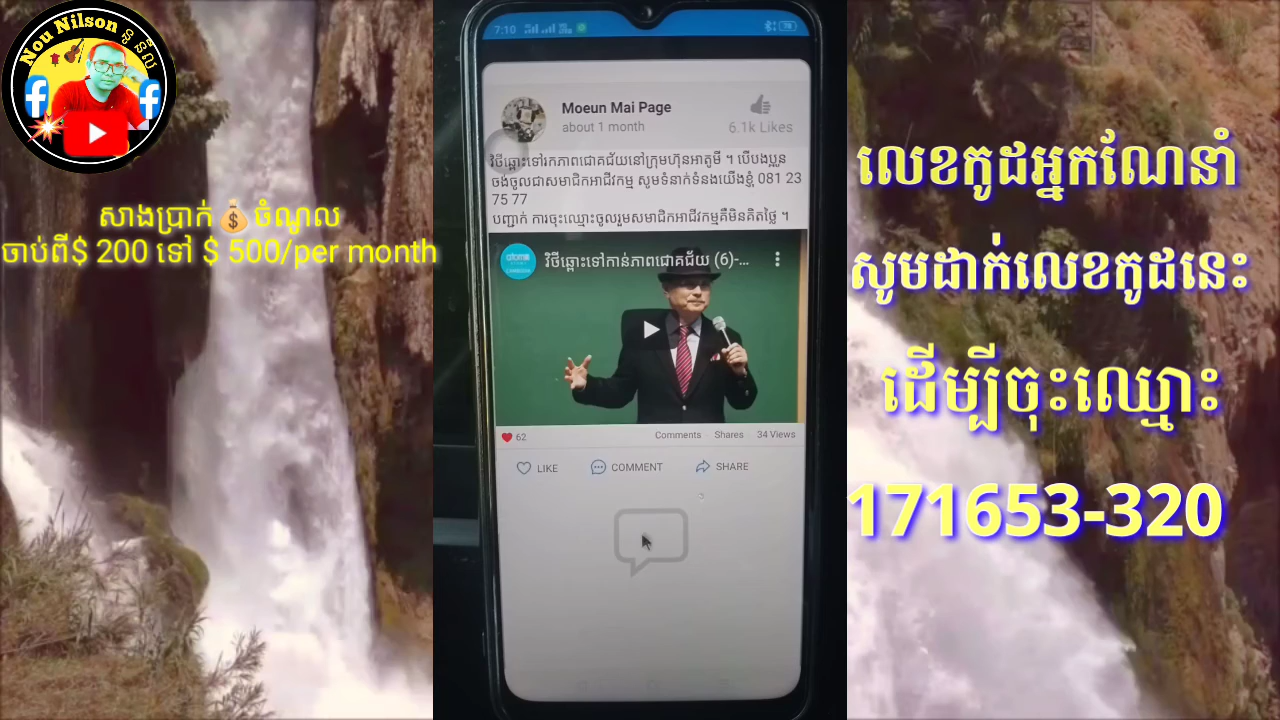 Nou Nilson
សាងប្រាក់💰ចំណូល
ចាប់ពី$ 200 ទៅ $ 500/per month
7:10
Moeun Mai Page
about 1 month
6.1k Likes
វិថីឆ្ពោះទៅរកភាពជោគជ័យនៅក្រុមហ៊ុនអាតូមី ។ បើបងប្អូន
ចង់ចូលជាសមាជិកអាជីវកម្ម សូមទំនាក់ទំនងយើងខ្ញុំ 081 23
75 77
បញ្ជាក់ ការចុះឈ្មោះចូលរួមសមាជិកអាជីវកម្មគឺមិនគិតថ្លៃ ។
atomi
CAMBODIA
វិថីឆ្ពោះទៅកាន់ភាពជោគជ័យ (6)-...
62
Comments Shares 34 Views
LIKE COMMENT SHARE
លេខកូដអ្នកណែនាំ
សូមដាក់លេខកូដនេះ
ដើម្បីចុះឈ្មោះ
171653-320